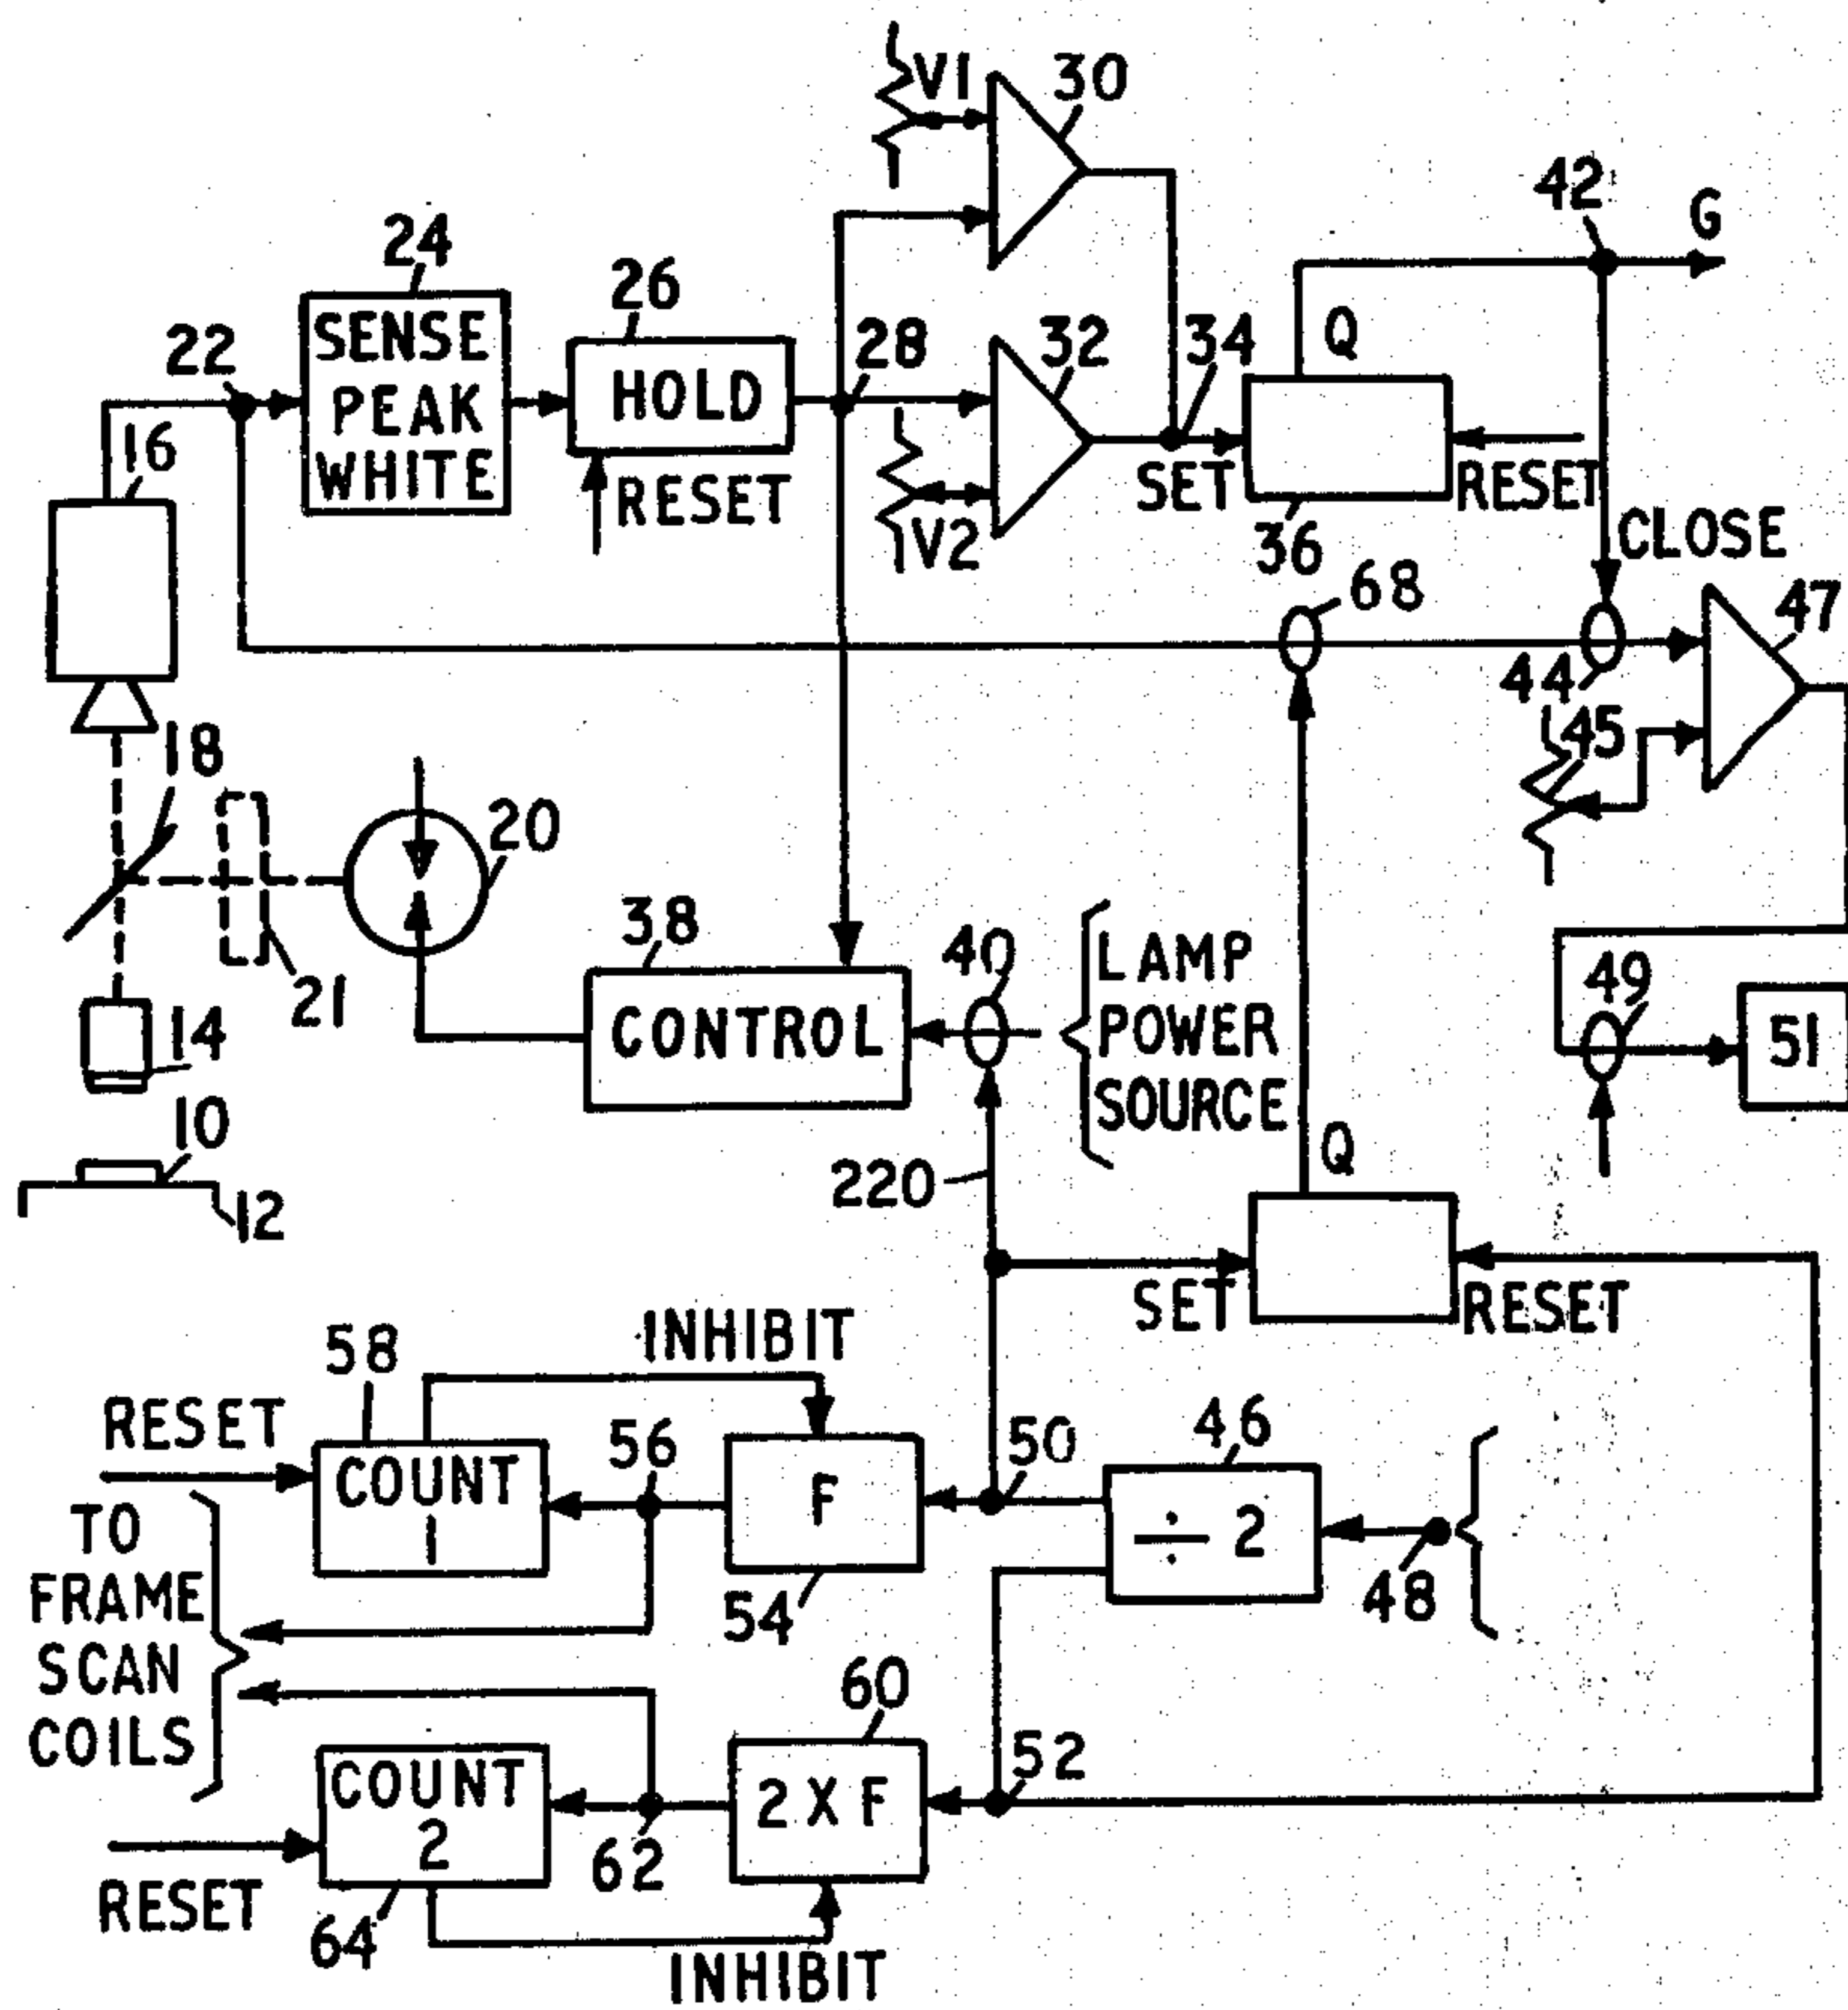 V1
30
42
G
24
26
22
SENSE
PEAK
WHITE
HOLD
28
32
34
Q
16
RESET
V2
SET
RESET
36
CLOSE
68
47
44
45
18
20
38
40
LAMP
POWER
SOURCE
49
21
14
CONTROL
51
10
220
Q
12
SET
RESET
58
INHIBIT
RESET
56
50
46
COUNT
1
F
÷ 2
TO
FRAME
SCAN
COILS
54
48
60
COUNT
2
2 X F
52
62
RESET
64
INHIBIT